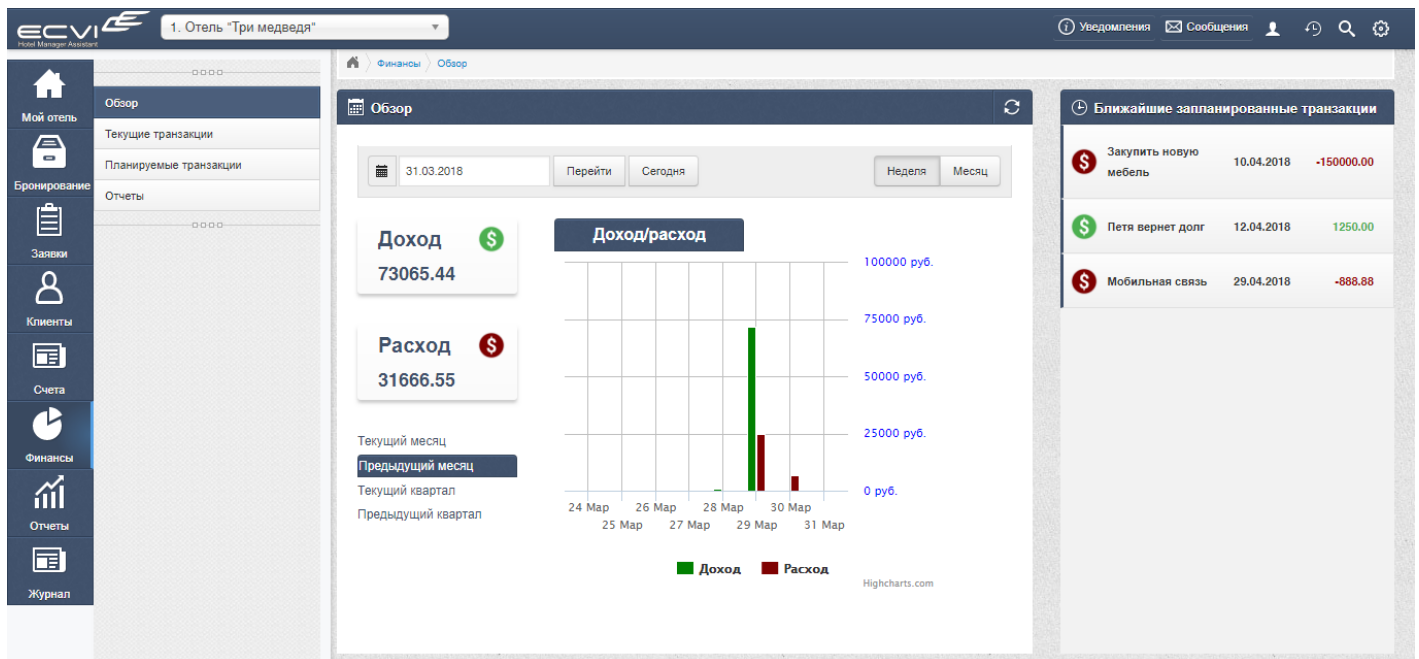 ECVI
Hotel Manager Assistant
1. Отель "Три медведя"
Уведомления
Сообщения
Мой отель
Бронирование
Заявки
Клиенты
Счета
Финансы
Отчеты
Журнал
Обзор
Текущие транзакции
Планируемые транзакции
Отчеты
Финансы
Обзор
Обзор
31.03.2018
Перейти
Сегодня
Неделя
Месяц
Доход
73065.44
Расход
31666.55
Текущий месяц
Предыдущий месяц
Текущий квартал
Предыдущий квартал
Доход/расход
100000 руб.
75000 руб.
50000 руб.
25000 руб.
0 руб.
24 Мар 26 Мар 28 Мар 30 Мар
25 Мар 27 Мар 29 Мар 31 Мар
Доход Расход
Highcharts.com
Ближайшие запланированные транзакции
Закупить новую
мебель
10.04.2018 -150000.00
Петя вернет долг 12.04.2018 1250.00
Мобильная связь 29.04.2018 -888.88